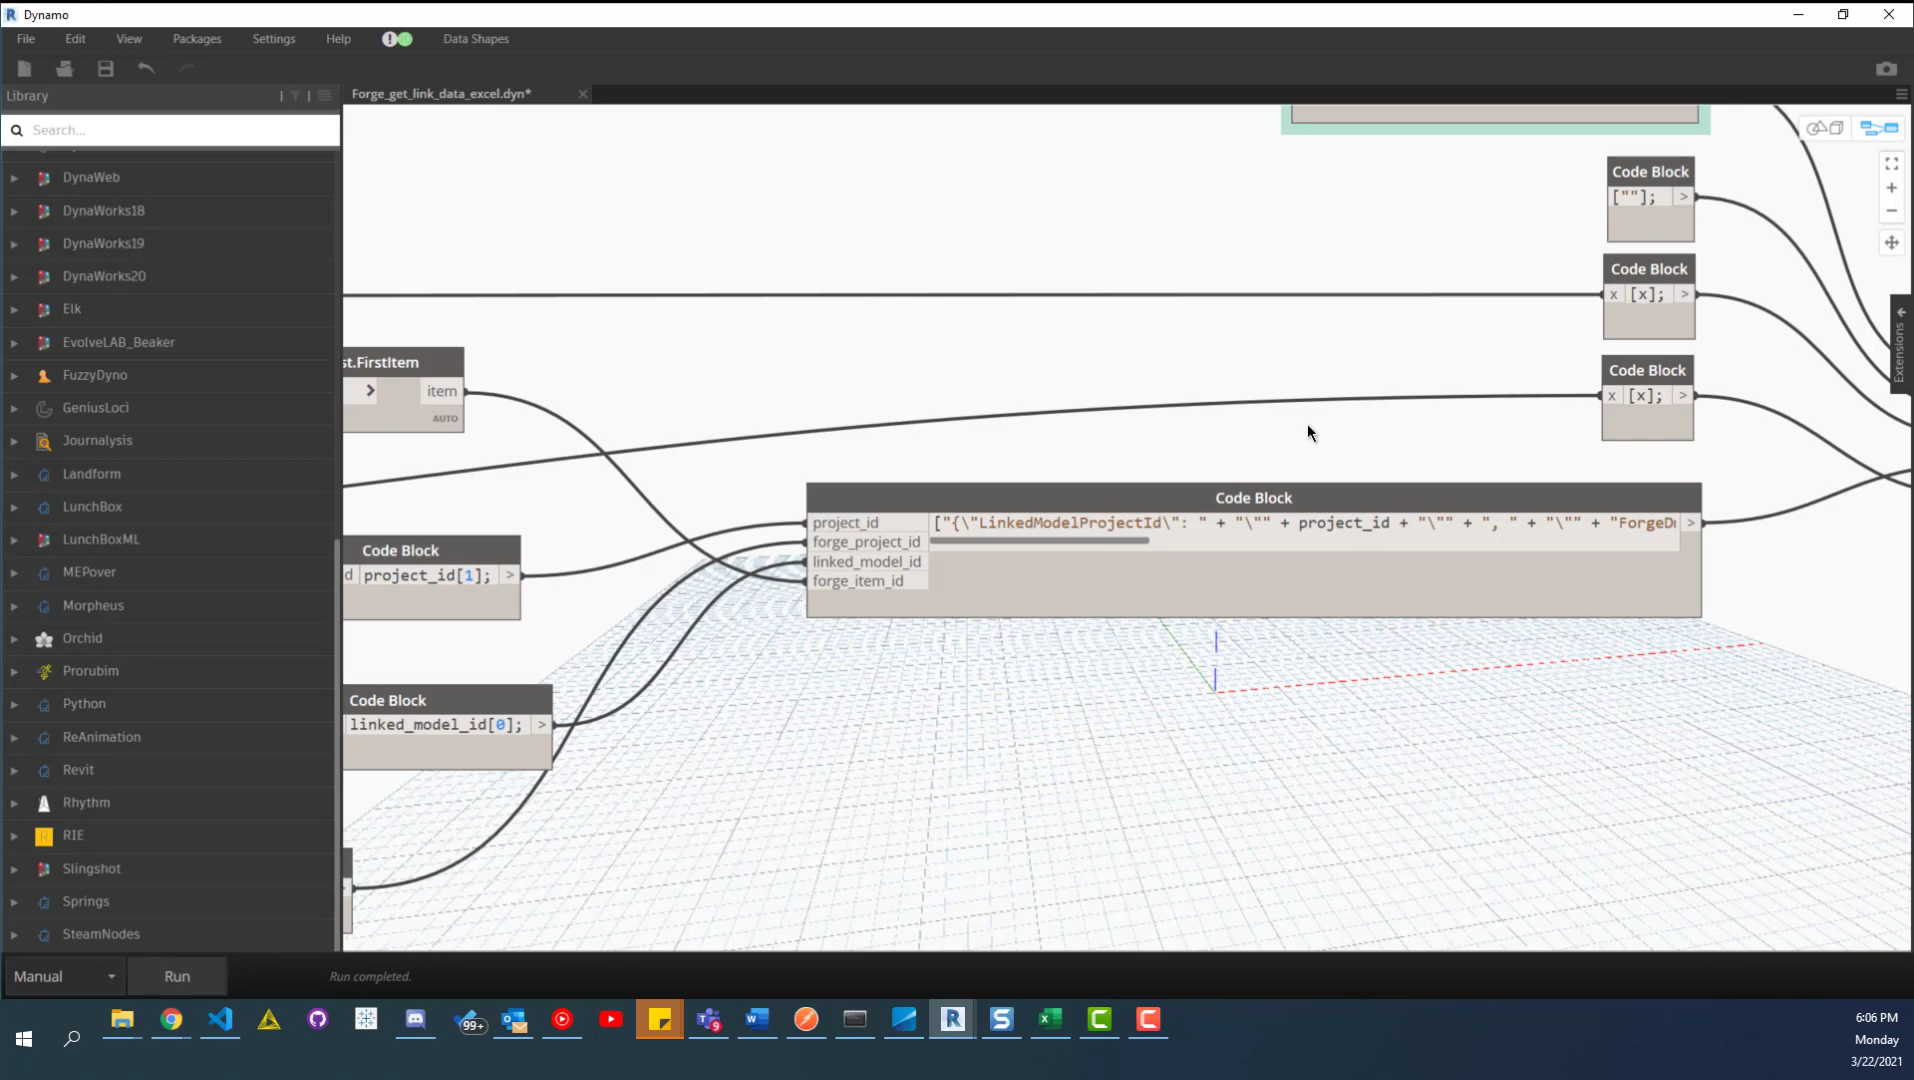 Dynamo
File Edit View Packages Settings Help Data Shapes
Library
Forge_get_link_data_excel.dyn*
Search...
DynaWeb
DynaWorks18
DynaWorks19
DynaWorks20
Elk
EvolveLAB_Beaker
FuzzyDyno
GeniusLoci
Journalysis
Landform
LunchBox
LunchBoxML
MEPover
Morpheus
Orchid
Prorubim
Python
ReAnimation
Revit
Rhythm
RIE
Slingshot
Springs
SteamNodes
Code Block
[""]; >
Code Block
x [x]; >
Code Block
x [x]; >
st.FirstItem
> item
AUTO
Code Block
d project_id[1]; >
Code Block
linked_model_id[0]; >
Code Block
project_id ["{\"LinkedModelProjectId\": " + "\"" + project_id + "\"" + ", " + "\"" + "ForgeD >
forge_project_id
linked_model_id
forge_item_id
Extensions
Manual Run Run completed.
99+
9
6:06 PM
Monday
3/22/2021